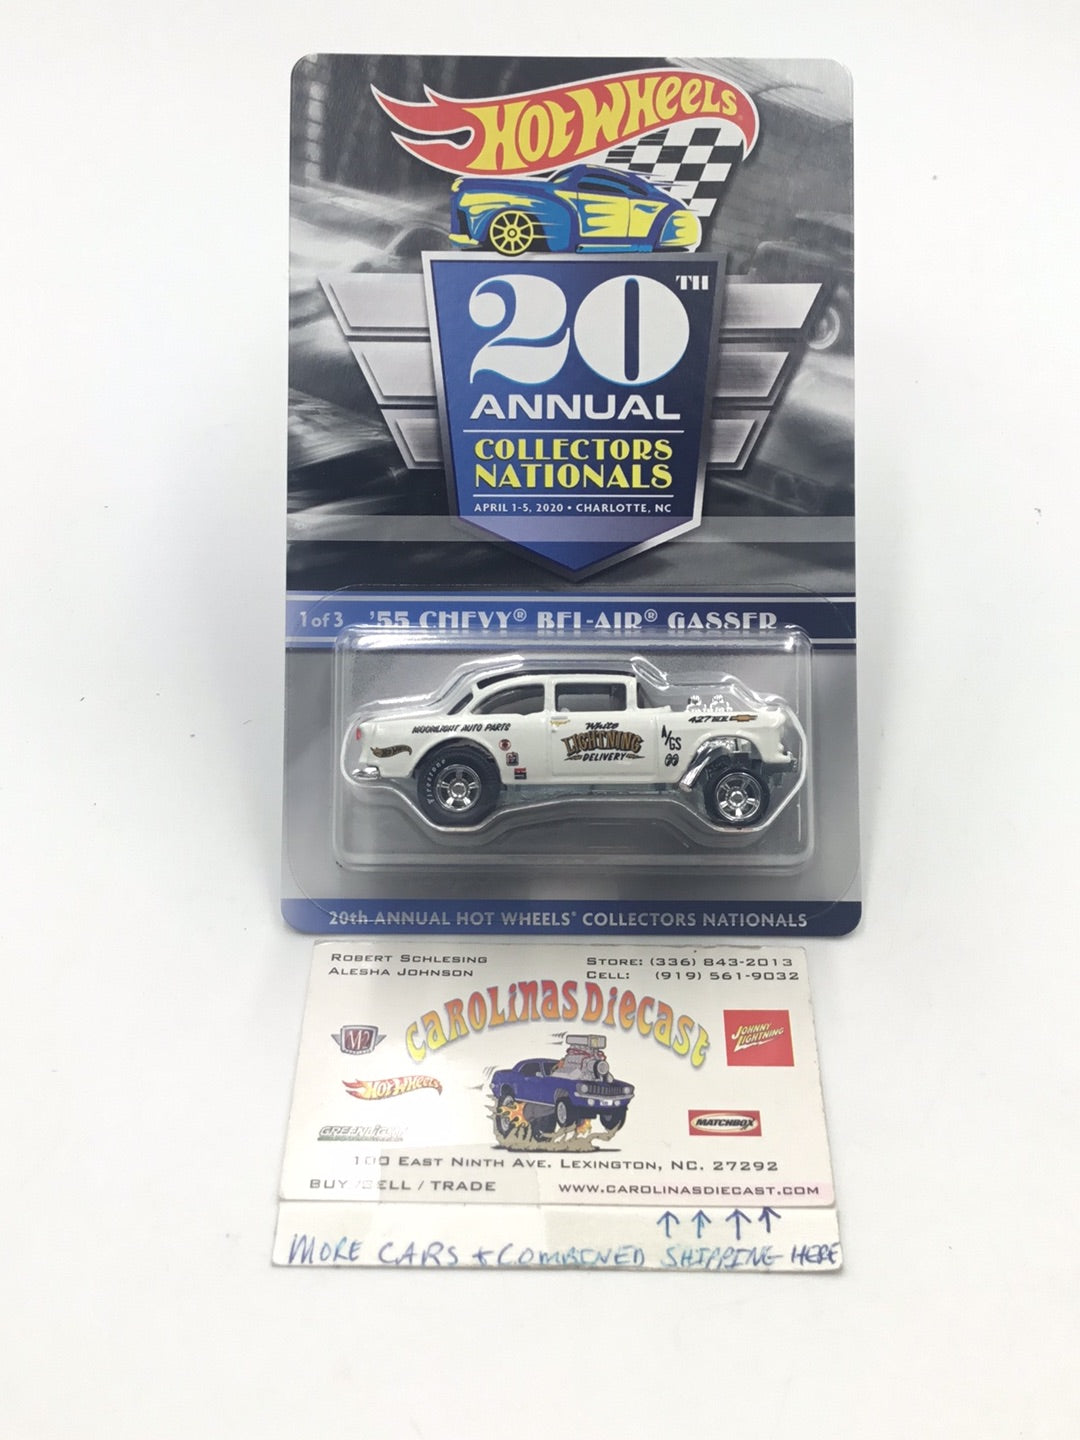 HOT WHEELS
20TH
ANNUAL
COLLECTORS
NATIONALS
APRIL 1-5, 2020 • CHARLOTTE, NC
1 of 3 '55 CHEVY® BEL-AIR® GASSER
MOONLIGHT AUTO PARTS
White
LIGHTNING
DELIVERY
427
A/GS
Firestone
20th ANNUAL HOT WHEELS® COLLECTORS NATIONALS
ROBERT SCHLESING
ALESHA JOHNSON
STORE: (336) 843-2013
CELL: (919) 561-9032
CAROLINAS DIECAST
M2
JOHNNY LIGHTNING
HOT WHEELS
GREENLIGHT
MATCHBOX
100 EAST NINTH AVE. LEXINGTON, NC. 27292
BUY / SELL / TRADE
WWW.CAROLINASDIECAST.COM
MORE CARS + COMBINED SHIPPING HERE